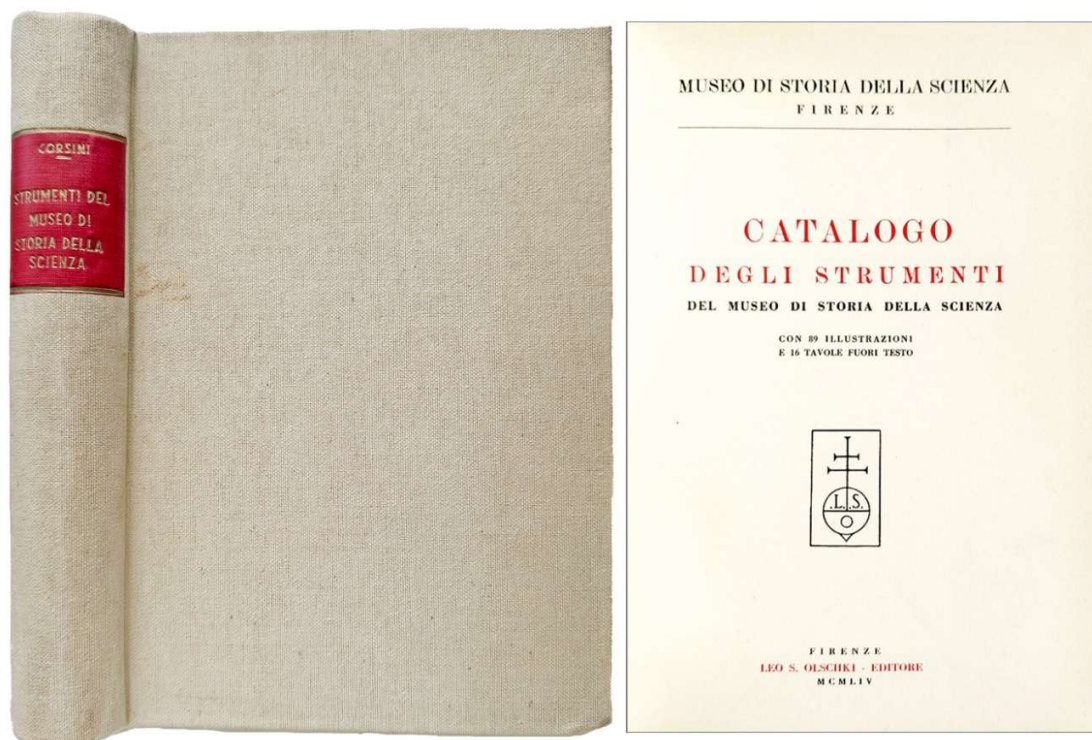 CORSINI
STRUMENTI DEL
MUSEO DI
STORIA DELLA
SCIENZA
MUSEO DI STORIA DELLA SCIENZA
FIRENZE
CATALOGO
DEGLI STRUMENTI
DEL MUSEO DI STORIA DELLA SCIENZA
CON 89 ILLUSTRAZIONI
E 16 TAVOLE FUORI TESTO
.L.S.
O
FIRENZE
LEO S. OLSCHKI - EDITORE
MCMLIV